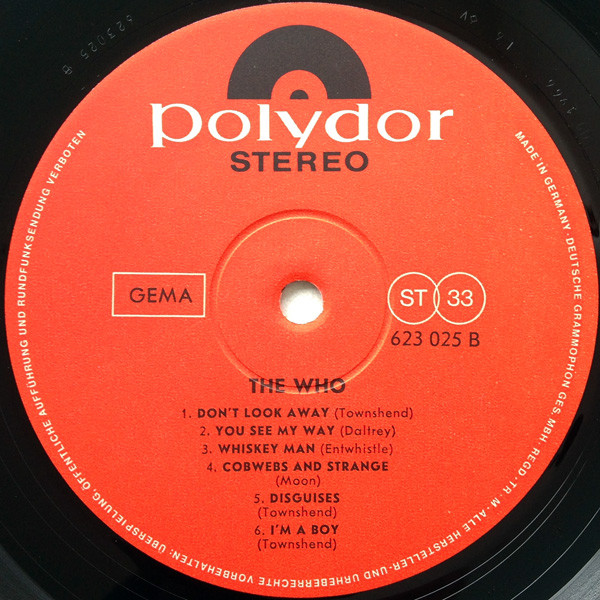 polydor
STEREO
GEMA
ST 33
623 025 B
THE WHO
1. DON'T LOOK AWAY (Townshend)
2. YOU SEE MY WAY (Daltrey)
3. WHISKEY MAN (Entwhistle)
4. COBWEBS AND STRANGE
(Moon)
5. DISGUISES
(Townshend)
6. I'M A BOY
(Townshend)
MADE IN GERMANY · DEUTSCHE GRAMMOPHON GES. MBH · REGD · TR · M · ALLE HERSTELLER- UND URHEBERRECHTE VORBEHALTEN: ÜBERSPIELUNG, ÖFFENTLICHE AUFFÜHRUNG UND RUNDFUNKSENDUNG VERBOTEN
623025 B